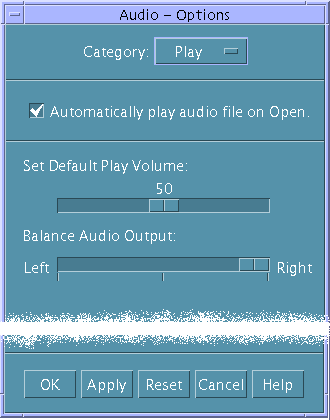 Audio – Options
Category: Play
Automatically play audio file on Open.
Set Default Play Volume:
50
Balance Audio Output:
Left Right
OK Apply Reset Cancel Help